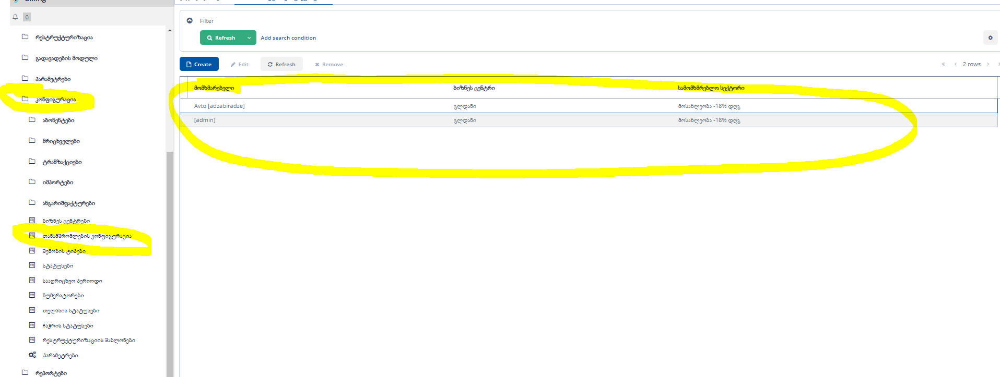 Billing
0
რესტრუქტურიზაცია
გადავადების მოდული
პარამეტრები
კონფიგურაცია
აბონენტები
მრიცხველები
ტრანზაქციები
იმპორტები
ანგარიშფაქტურები
ბიზნეს ცენტრები
თანამშრომლების კონფიგურაცია
შენობის ტიპები
სტატუსები
სააღრიცხვო პერიოდი
ნუმერატორები
თელასის სტატუსები
ჩაჭრის სტატუსები
რესტრუქტურიზაციის შაბლონები
პარამეტრები
რეპორტები
Filter
Refresh Add search condition
Create Edit Refresh Remove 2 rows
მომხმარებელი ბიზნეს ცენტრი სამომხმრებლო სექტორი
Avto [adzabiradze] გლდანი მოსახლეობა -18% დღგ
[admin] გლდანი მოსახლეობა -18% დღგ